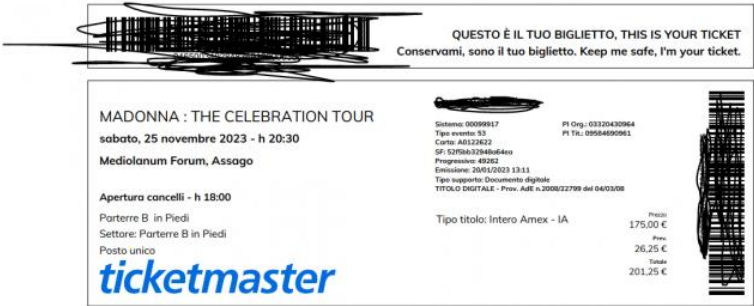 QUESTO È IL TUO BIGLIETTO, THIS IS YOUR TICKET
Conservami, sono il tuo biglietto. Keep me safe, I'm your ticket.
MADONNA : THE CELEBRATION TOUR
sabato, 25 novembre 2023 - h 20:30
Mediolanum Forum, Assago
Apertura cancelli - h 18:00
Parterre B in Piedi
Settore: Parterre B in Piedi
Posto unico
ticketmaster
Sistema: 00099917
Tipo evento: 53
Carta: A0122622
SF: 52f5bb32948a64ea
Progressivo: 49262
Emissione: 20/01/2023 13:11
Tipo supporto: Documento digitale
TITOLO DIGITALE - Prov. AdE n.2008/22799 del 04/03/08
PI Org.: 03320430964
PI Tit.: 09584690961
Tipo titolo: Intero Amex - IA
Prezzo
175,00 €
Prev.
26,25 €
Totale
201,25 €